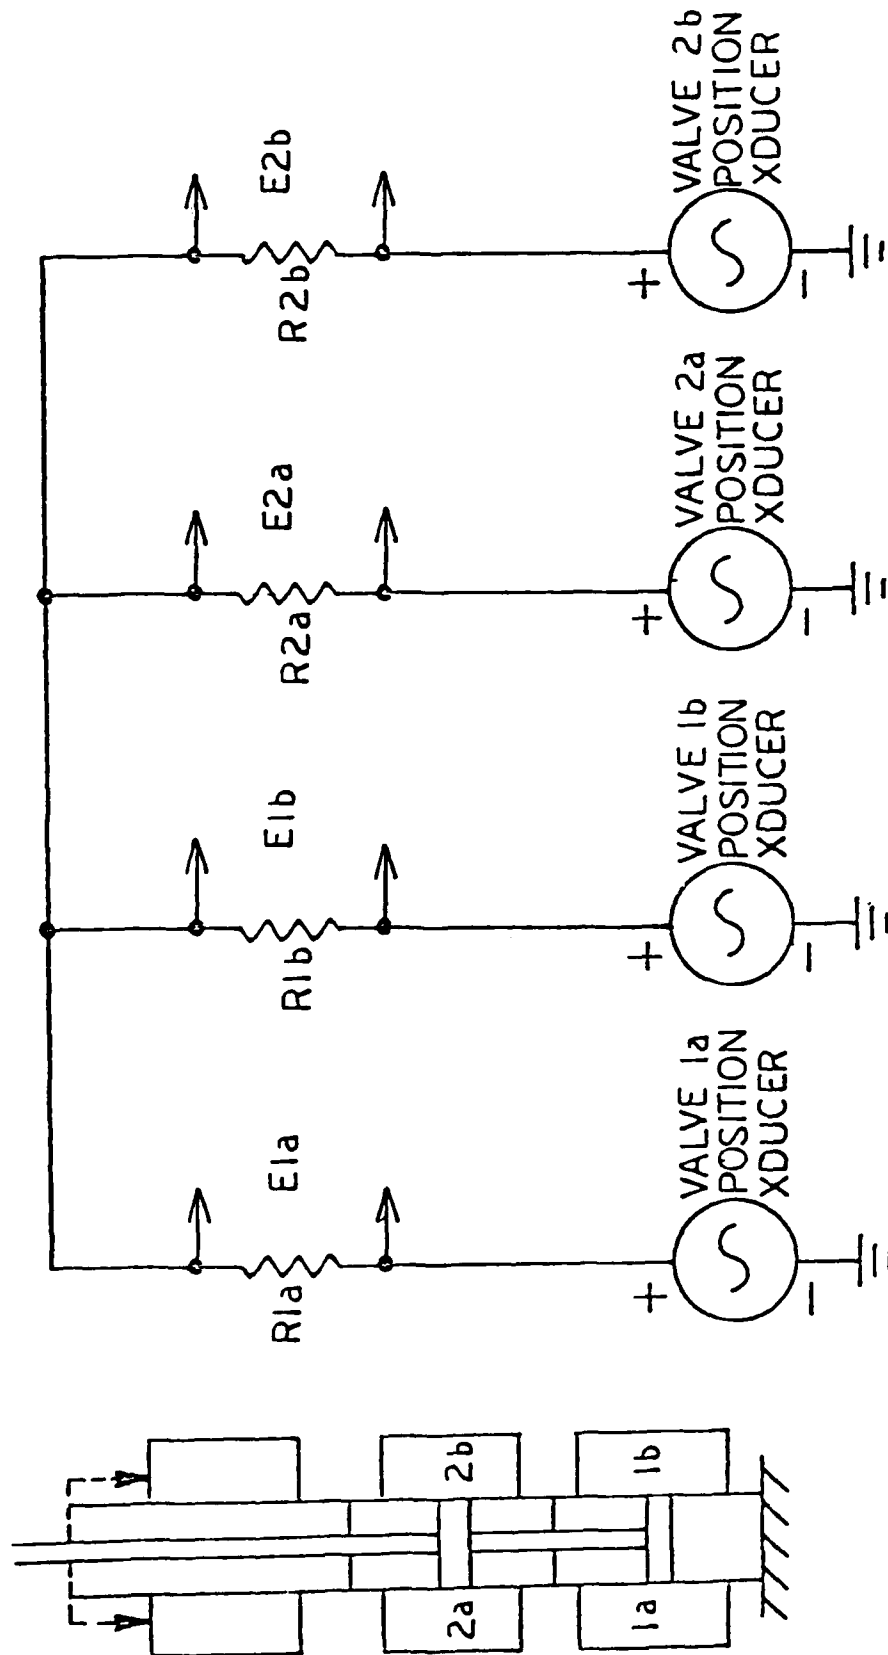 2a
2b
1a
1b
R1a
E1a
R1b
E1b
R2a
E2a
R2b
E2b
+
−
VALVE 1a
POSITION
XDUCER
+
−
VALVE 1b
POSITION
XDUCER
+
−
VALVE 2a
POSITION
XDUCER
+
−
VALVE 2b
POSITION
XDUCER